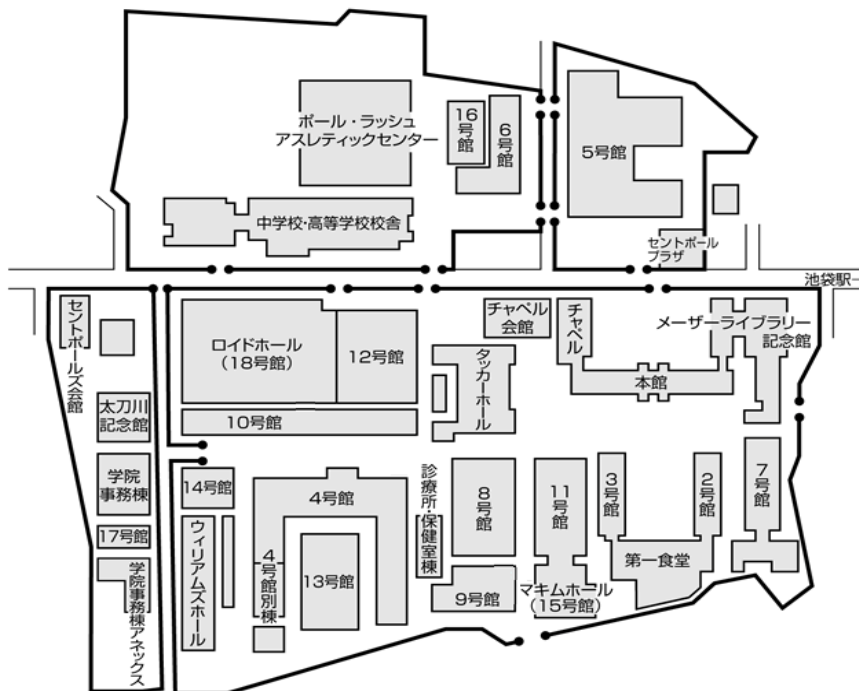 ポール・ラッシュ
アスレティックセンター
16号館
6号館
5号館
中学校・高等学校校舎
セントポール
プラザ
池袋駅
セントポールズ会館
ロイドホール
(18号館)
12号館
チャペル
会館
チャペル
メーザーライブラリー
記念館
本館
タッカーホール
太刀川
記念館
10号館
学院
事務棟
14号館
4号館
診療所・保健室棟
8号館
11号館
3号館
2号館
7号館
17号館
ウィリアムズホール
4号館別棟
13号館
第一食堂
学院事務棟アネックス
9号館
マキムホール
(15号館)